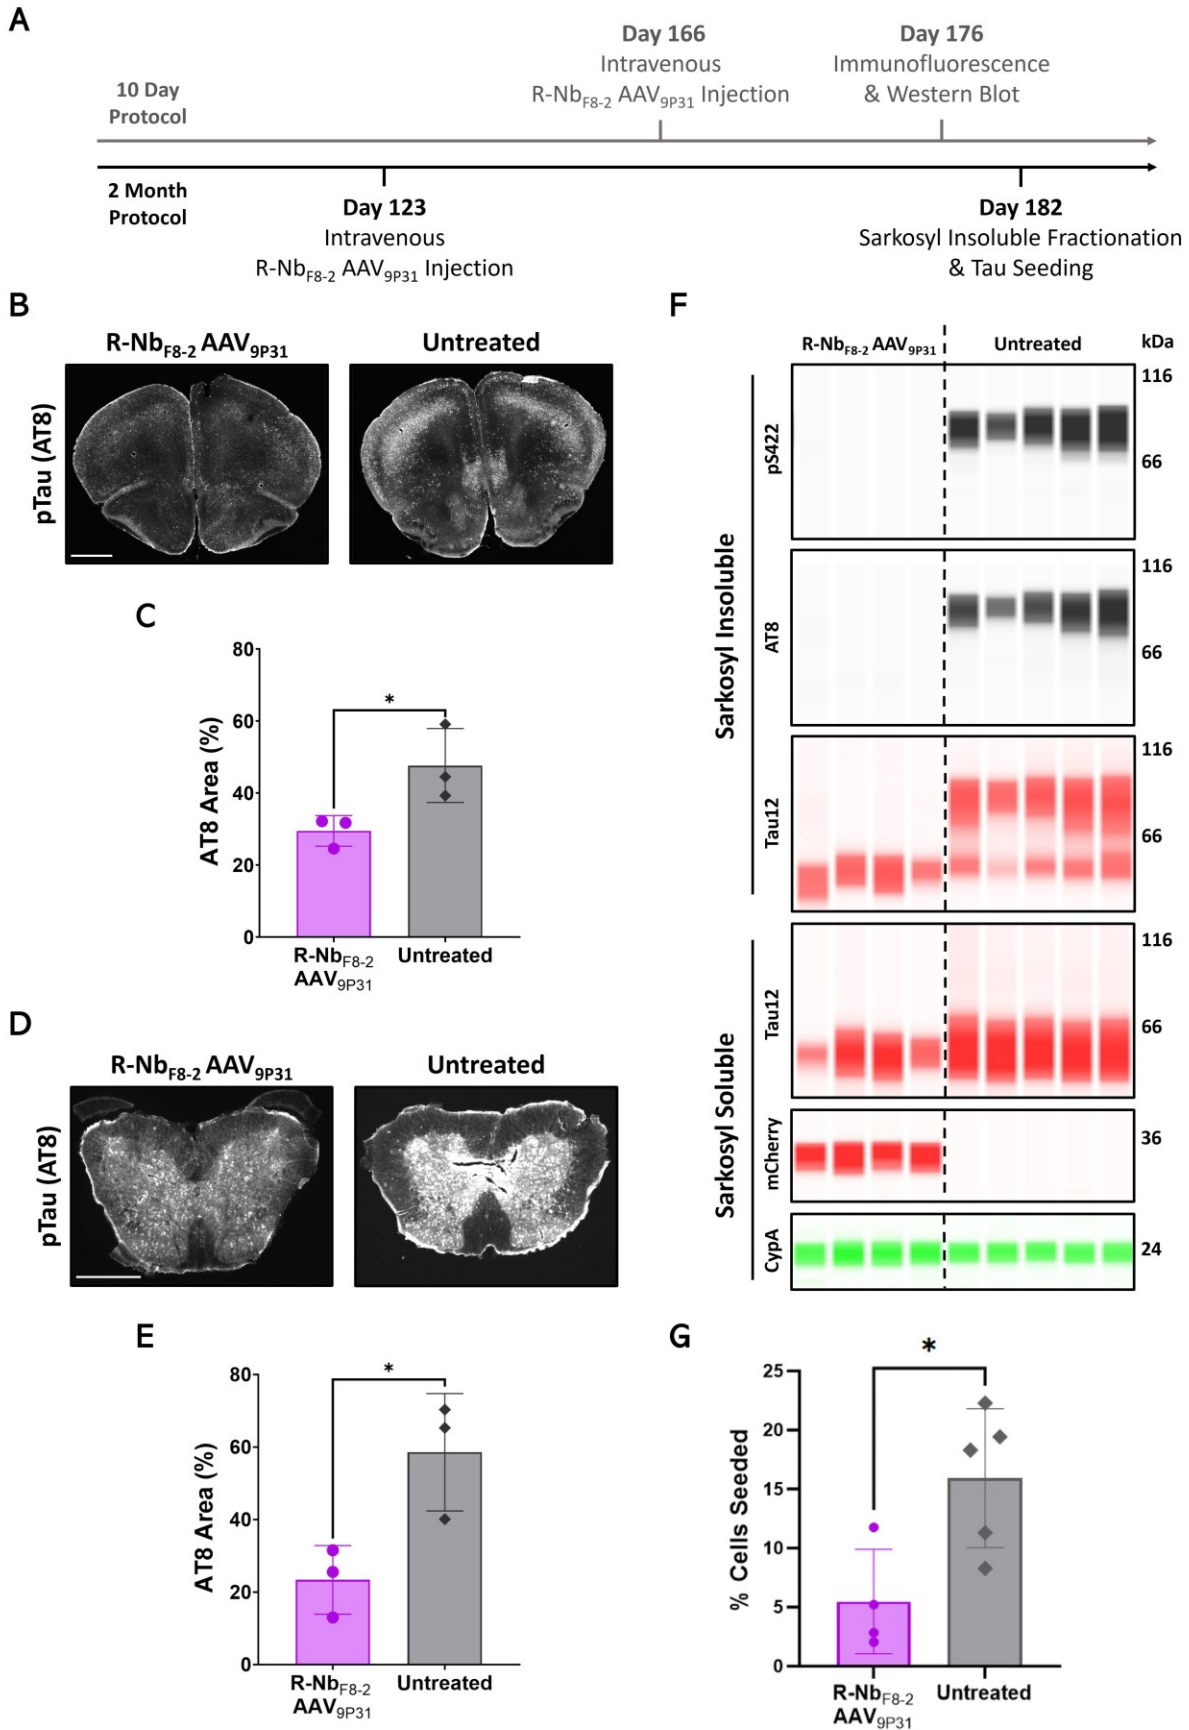 A
10 Day
Protocol
Day 166
Intravenous
R-NbF8-2 AAV9P31 Injection
Day 176
Immunofluorescence
& Western Blot
2 Month
Protocol
Day 123
Intravenous
R-NbF8-2 AAV9P31 Injection
Day 182
Sarkosyl Insoluble Fractionation
& Tau Seeding
B
R-NbF8-2 AAV9P31
Untreated
pTau (AT8)
C
AT8 Area (%)
80
60
40
20
0
*
R-NbF8-2
AAV9P31
Untreated
D
R-NbF8-2 AAV9P31
Untreated
pTau (AT8)
E
AT8 Area (%)
80
60
40
20
0
*
R-NbF8-2
AAV9P31
Untreated
F
R-NbF8-2 AAV9P31
Untreated
kDa
Sarkosyl Insoluble
pS422
116
66
AT8
116
66
Tau12
116
66
Sarkosyl Soluble
Tau12
116
66
mCherry
36
CypA
24
G
% Cells Seeded
25
20
15
10
5
0
*
R-NbF8-2
AAV9P31
Untreated